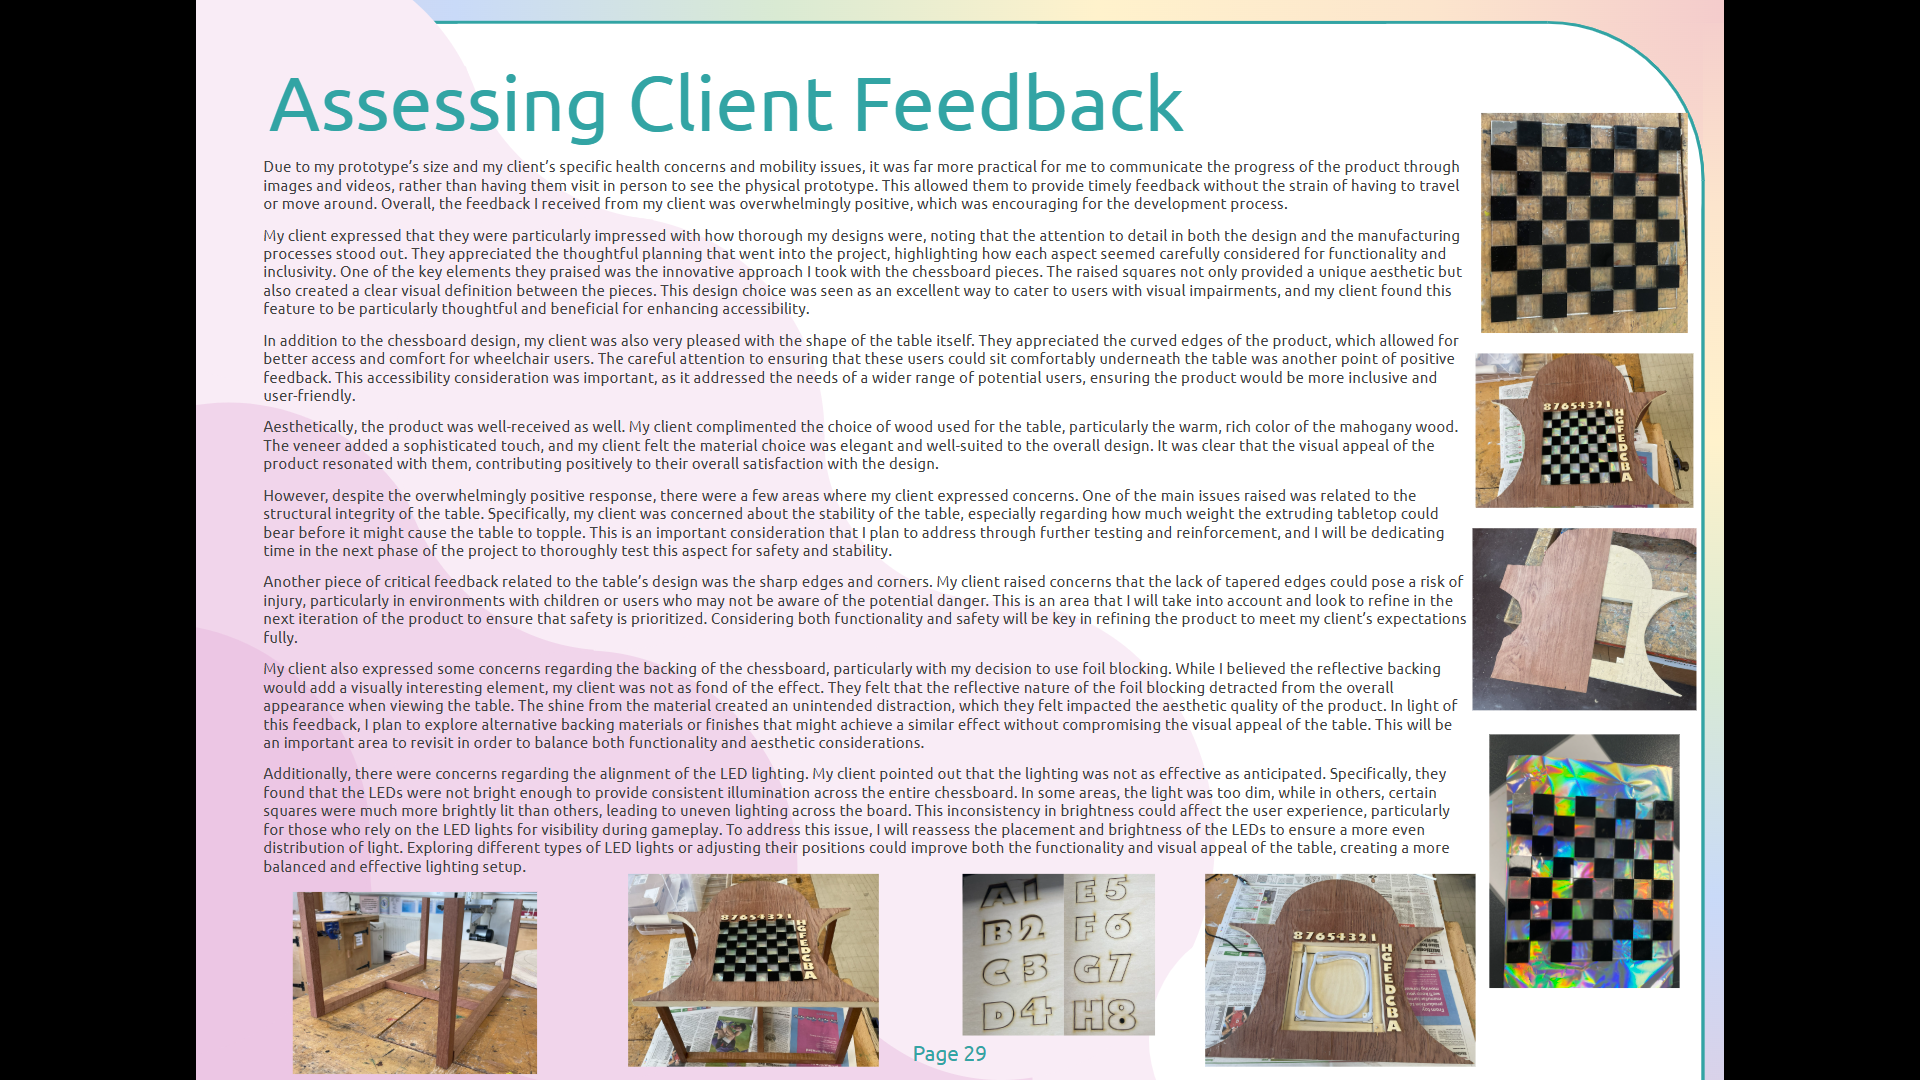 Assessing Client Feedback
Due to my prototype’s size and my client’s specific health concerns and mobility issues, it was far more practical for me to communicate the progress of the product through
images and videos, rather than having them visit in person to see the physical prototype. This allowed them to provide timely feedback without the strain of having to travel
or move around. Overall, the feedback I received from my client was overwhelmingly positive, which was encouraging for the development process.
My client expressed that they were particularly impressed with how thorough my designs were, noting that the attention to detail in both the design and the manufacturing
processes stood out. They appreciated the thoughtful planning that went into the project, highlighting how each aspect seemed carefully considered for functionality and
inclusivity. One of the key elements they praised was the innovative approach I took with the chessboard pieces. The raised squares not only provided a unique aesthetic but
also created a clear visual definition between the pieces. This design choice was seen as an excellent way to cater to users with visual impairments, and my client found this
feature to be particularly thoughtful and beneficial for enhancing accessibility.
In addition to the chessboard design, my client was also very pleased with the shape of the table itself. They appreciated the curved edges of the product, which allowed for
better access and comfort for wheelchair users. The careful attention to ensuring that these users could sit comfortably underneath the table was another point of positive
feedback. This accessibility consideration was important, as it addressed the needs of a wider range of potential users, ensuring the product would be more inclusive and
user-friendly.
Aesthetically, the product was well-received as well. My client complimented the choice of wood used for the table, particularly the warm, rich color of the mahogany wood.
The veneer added a sophisticated touch, and my client felt the material choice was elegant and well-suited to the overall design. It was clear that the visual appeal of the
product resonated with them, contributing positively to their overall satisfaction with the design.
However, despite the overwhelmingly positive response, there were a few areas where my client expressed concerns. One of the main issues raised was related to the
structural integrity of the table. Specifically, my client was concerned about the stability of the table, especially regarding how much weight the extruding tabletop could
bear before it might cause the table to topple. This is an important consideration that I plan to address through further testing and reinforcement, and I will be dedicating
time in the next phase of the project to thoroughly test this aspect for safety and stability.
Another piece of critical feedback related to the table’s design was the sharp edges and corners. My client raised concerns that the lack of tapered edges could pose a risk of
injury, particularly in environments with children or users who may not be aware of the potential danger. This is an area that I will take into account and look to refine in the
next iteration of the product to ensure that safety is prioritized. Considering both functionality and safety will be key in refining the product to meet my client’s expectations
fully.
My client also expressed some concerns regarding the backing of the chessboard, particularly with my decision to use foil blocking. While I believed the reflective backing
would add a visually interesting element, my client was not as fond of the effect. They felt that the reflective nature of the foil blocking detracted from the overall
appearance when viewing the table. The shine from the material created an unintended distraction, which they felt impacted the aesthetic quality of the product. In light of
this feedback, I plan to explore alternative backing materials or finishes that might achieve a similar effect without compromising the visual appeal of the table. This will be
an important area to revisit in order to balance both functionality and aesthetic considerations.
Additionally, there were concerns regarding the alignment of the LED lighting. My client pointed out that the lighting was not as effective as anticipated. Specifically, they
found that the LEDs were not bright enough to provide consistent illumination across the entire chessboard. In some areas, the light was too dim, while in others, certain
squares were much more brightly lit than others, leading to uneven lighting across the board. This inconsistency in brightness could affect the user experience, particularly
for those who rely on the LED lights for visibility during gameplay. To address this issue, I will reassess the placement and brightness of the LEDs to ensure a more even
distribution of light. Exploring different types of LED lights or adjusting their positions could improve both the functionality and visual appeal of the table, creating a more
balanced and effective lighting setup.
87654321
H
G
F
E
D
C
B
A
87654321
H
G
F
E
D
C
B
A
A1 E5
B2 F6
C3 G7
D4 H8
87654321
H
G
F
E
D
C
B
A
Page 29